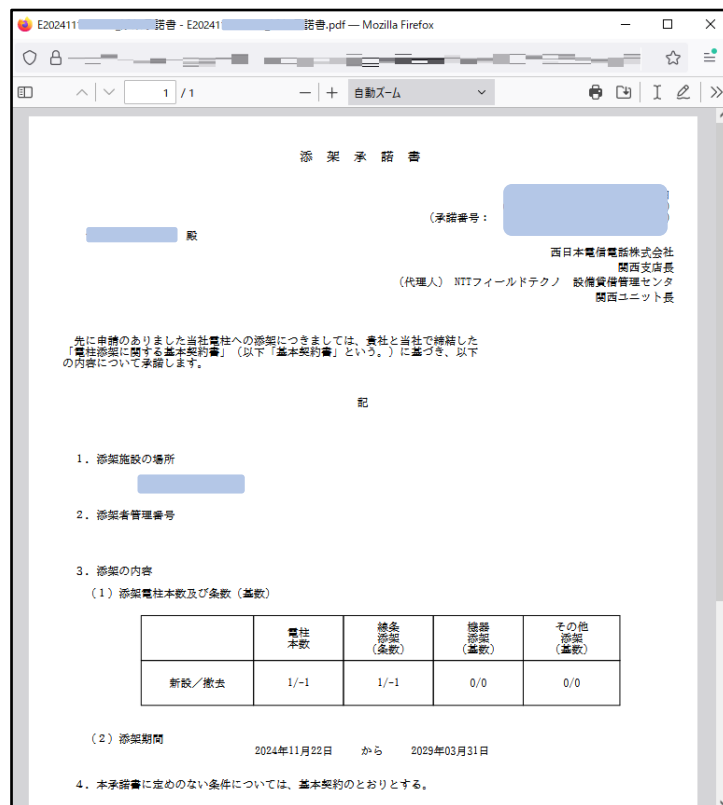 E2024111 諾書 - E20241 諾書.pdf — Mozilla Firefox
1 / 1
自動ズーム
添 架 承 諾 書
（承諾番号：
）
殿
西日本電信電話株式会社
関西支店長
（代理人） NTTフィールドテクノ 設備賃借管理センタ
関西ユニット長
先に申請のありました当社電柱への添架につきましては、貴社と当社で締結した
「電柱添架に関する基本契約書」（以下「基本契約書」という。）に基づき、以下
の内容について承諾します。
記
1．添架施設の場所
2．添架者管理番号
3．添架の内容
（1）添架電柱本数及び条数（基数）
電柱 線条 機器 その他
本数 添架 添架 添架
（条数） （基数） （基数）
新設／撤去 1/-1 1/-1 0/0 0/0
（2）添架期間
2024年11月22日 から 2029年03月31日
4．本承諾書に定めのない条件については、基本契約のとおりとする。